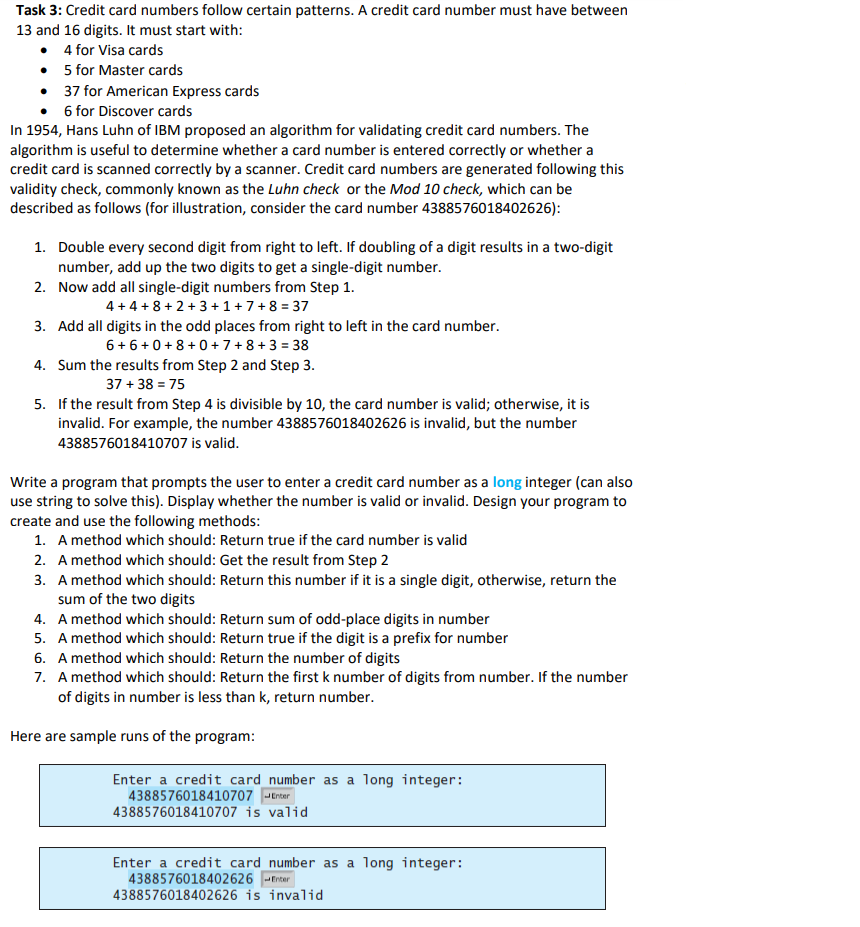 Task 3: Credit card numbers follow certain patterns. A credit card number must have between
13 and 16 digits. It must start with:
• 4 for Visa cards
• 5 for Master cards
• 37 for American Express cards
• 6 for Discover cards
In 1954, Hans Luhn of IBM proposed an algorithm for validating credit card numbers. The
algorithm is useful to determine whether a card number is entered correctly or whether a
credit card is scanned correctly by a scanner. Credit card numbers are generated following this
validity check, commonly known as the Luhn check or the Mod 10 check, which can be
described as follows (for illustration, consider the card number 4388576018402626):
1. Double every second digit from right to left. If doubling of a digit results in a two-digit
number, add up the two digits to get a single-digit number.
2. Now add all single-digit numbers from Step 1.
4 + 4 + 8 + 2 + 3 + 1 + 7 + 8 = 37
3. Add all digits in the odd places from right to left in the card number.
6 + 6 + 0 + 8 + 0 + 7 + 8 + 3 = 38
4. Sum the results from Step 2 and Step 3.
37 + 38 = 75
5. If the result from Step 4 is divisible by 10, the card number is valid; otherwise, it is
invalid. For example, the number 4388576018402626 is invalid, but the number
4388576018410707 is valid.
Write a program that prompts the user to enter a credit card number as a long integer (can also
use string to solve this). Display whether the number is valid or invalid. Design your program to
create and use the following methods:
1. A method which should: Return true if the card number is valid
2. A method which should: Get the result from Step 2
3. A method which should: Return this number if it is a single digit, otherwise, return the
sum of the two digits
4. A method which should: Return sum of odd-place digits in number
5. A method which should: Return true if the digit is a prefix for number
6. A method which should: Return the number of digits
7. A method which should: Return the first k number of digits from number. If the number
of digits in number is less than k, return number.
Here are sample runs of the program:
Enter a credit card number as a long integer:
4388576018410707 ↵Enter
4388576018410707 is valid
Enter a credit card number as a long integer:
4388576018402626 ↵Enter
4388576018402626 is invalid